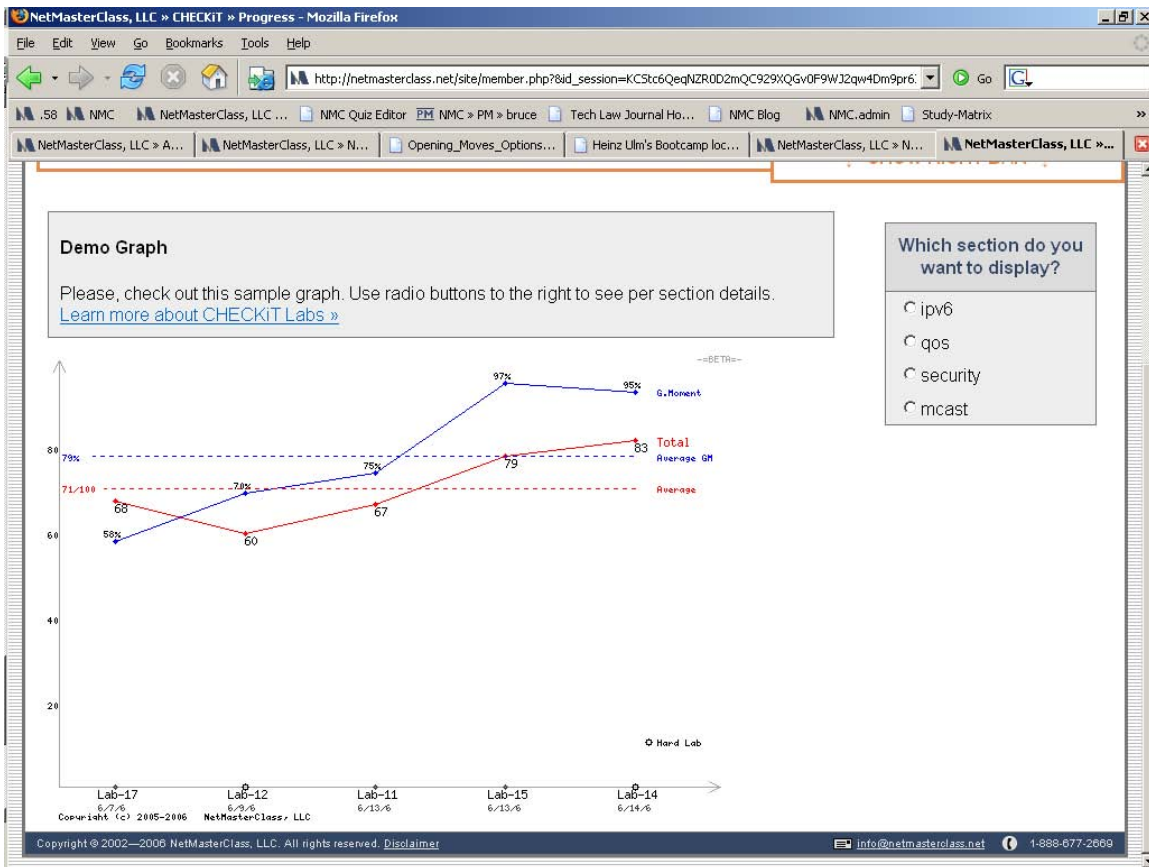 NetMasterClass, LLC » CHECKiT » Progress - Mozilla Firefox
File Edit View Go Bookmarks Tools Help
http://netmasterclass.net/site/member.php?&id_session=KC5tc6QeqNZR0D2mQC929XQGv0F9WJ2qw4Dm9pr6 Go
.58 NMC NetMasterClass, LLC ... NMC Quiz Editor PM NMC » PM » bruce Tech Law Journal Ho... NMC Blog NMC.admin Study-Matrix »
NetMasterClass, LLC » A... NetMasterClass, LLC » N... Opening_Moves_Options... Heinz Ulm's Bootcamp loc... NetMasterClass, LLC » N... NetMasterClass, LLC »...
Demo Graph
Please, check out this sample graph. Use radio buttons to the right to see per section details.
Learn more about CHECKiT Labs »
Which section do you
want to display?
ipv6
qos
security
mcast
-=BETA=-
97%
95%
G.Moment
80
79%
75%
79
83
Total
Average GM
71/100
68
70%
67
Average
60
58%
60
40
20
Hard Lab
Lab-17 Lab-12 Lab-11 Lab-15 Lab-14
6/7/6 6/9/6 6/13/6 6/13/6 6/14/6
Copyright (c) 2005-2006 NetMasterClass, LLC
Copyright © 2002—2006 NetMasterClass, LLC. All rights reserved. Disclaimer info@netmasterclass.net 1-888-677-2669